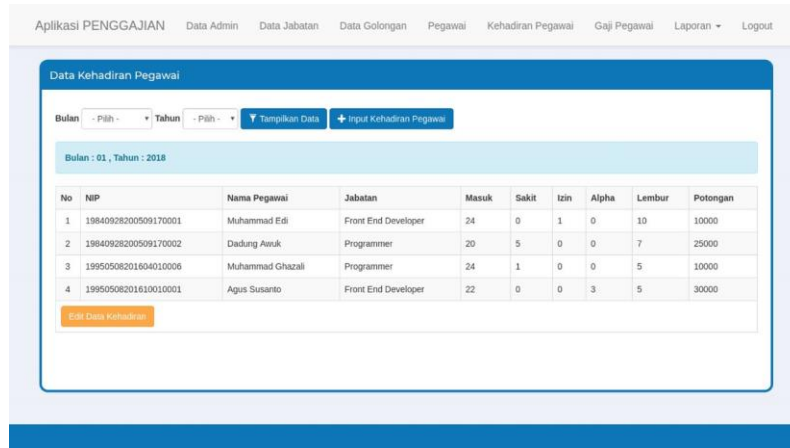 Aplikasi PENGGAJIAN Data Admin Data Jabatan Data Golongan Pegawai Kehadiran Pegawai Gaji Pegawai Laporan Logout
Data Kehadiran Pegawai
Bulan - Pilih - Tahun - Pilih - Tampilkan Data Input Kehadiran Pegawai
Bulan : 01 , Tahun : 2018
No NIP Nama Pegawai Jabatan Masuk Sakit Izin Alpha Lembur Potongan
1 19840928200509170001 Muhammad Edi Front End Developer 24 0 1 0 10 10000
2 19840928200509170002 Dadung Awuk Programmer 20 5 0 0 7 25000
3 19950508201604010006 Muhammad Ghazali Programmer 24 1 0 0 5 10000
4 19950508201610010001 Agus Susanto Front End Developer 22 0 0 3 5 30000
Edit Data Kehadiran